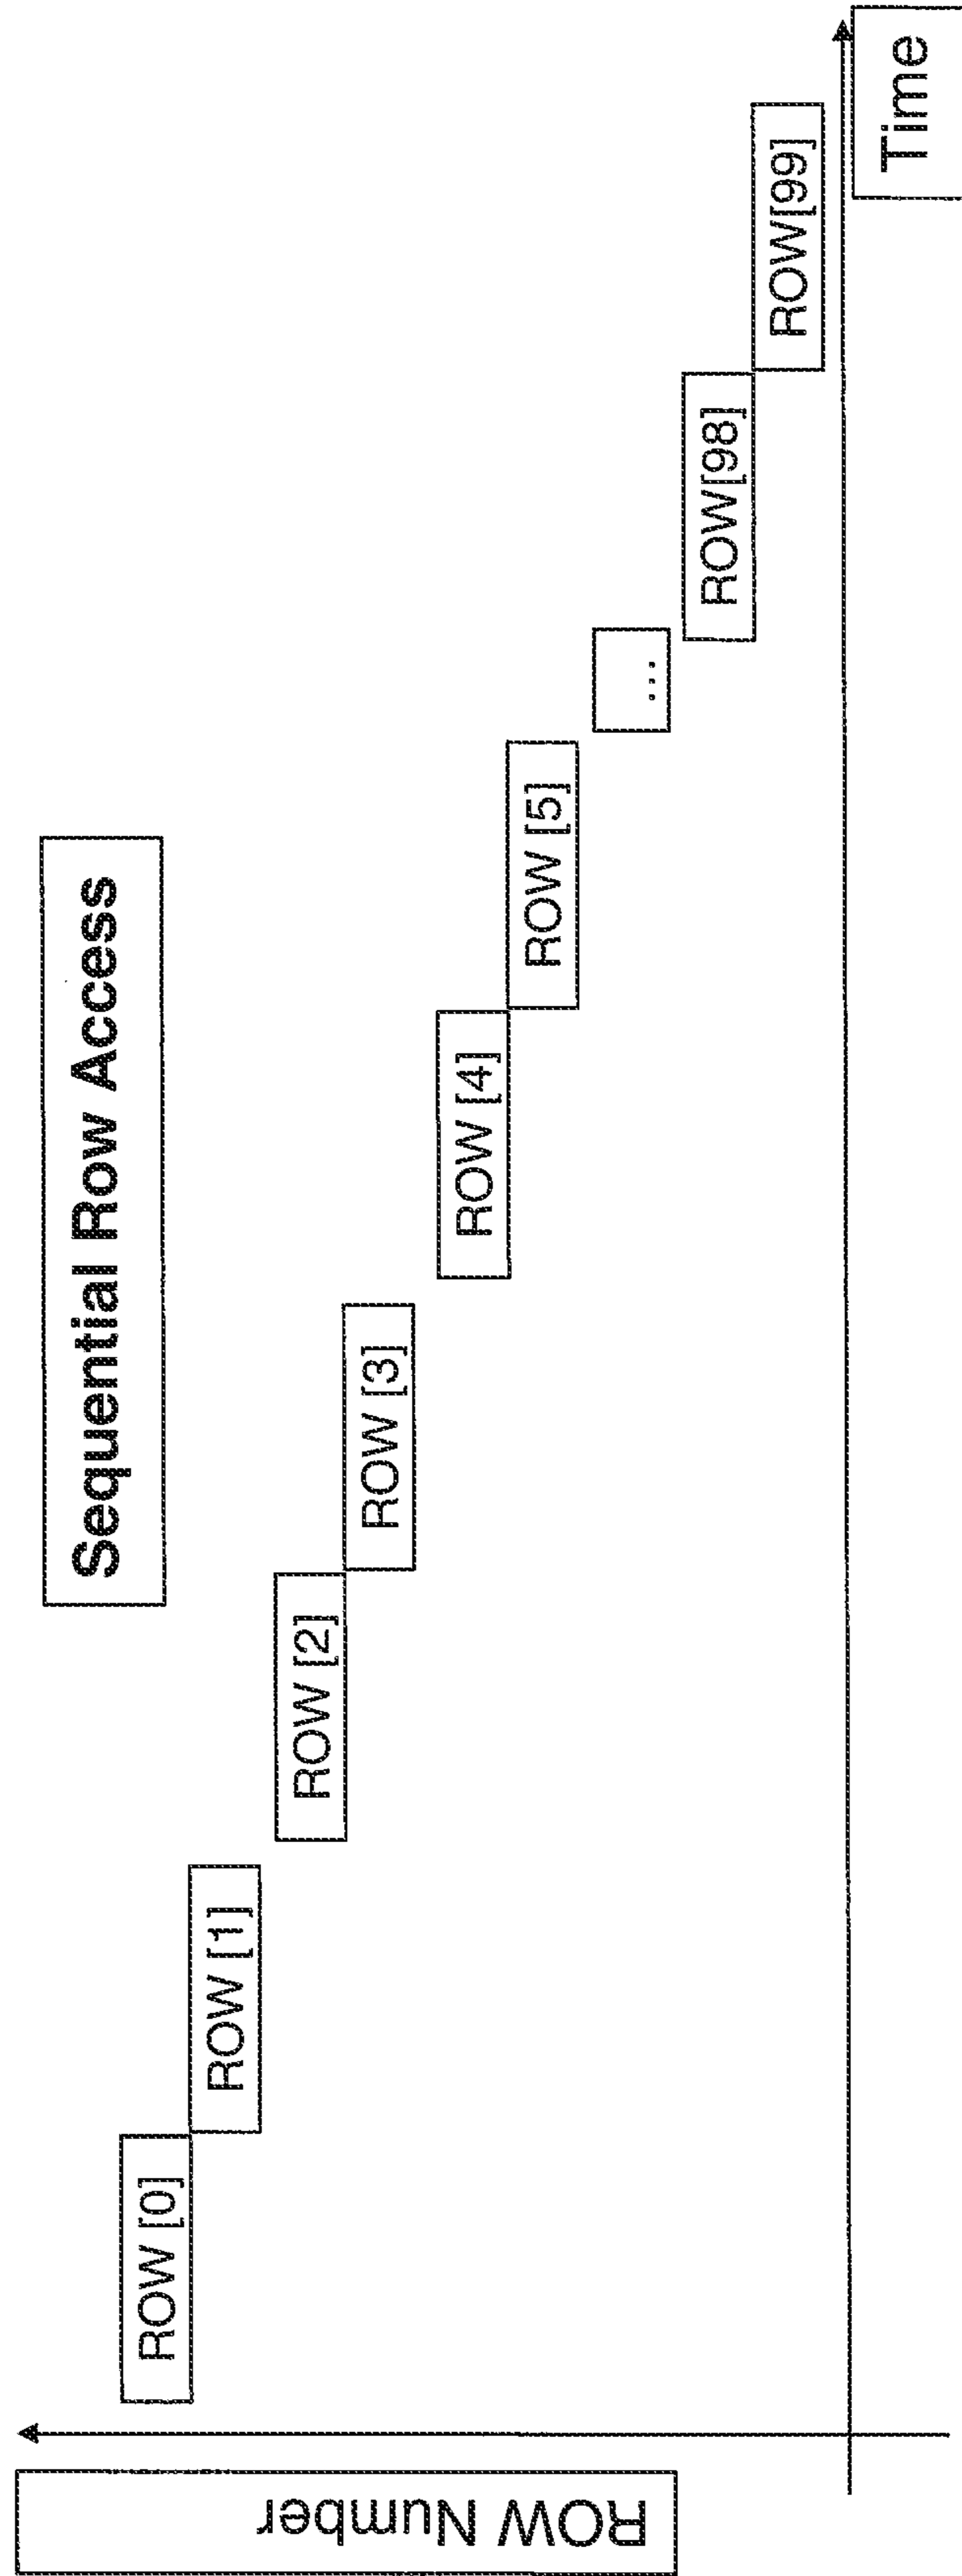 Sequential Row Access
ROW Number
ROW [0]
ROW [1]
ROW [2]
ROW [3]
ROW [4]
ROW [5]
...
ROW[98]
ROW[99]
Time